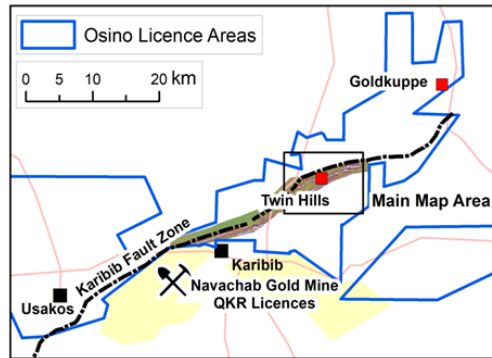 Osino Licence Areas
0 5 10 20
km
Goldkuppe
Twin Hills
Main Map Area
Karibib Fault Zone
Karibib
Navachab Gold Mine
QKR Licences
Usakos